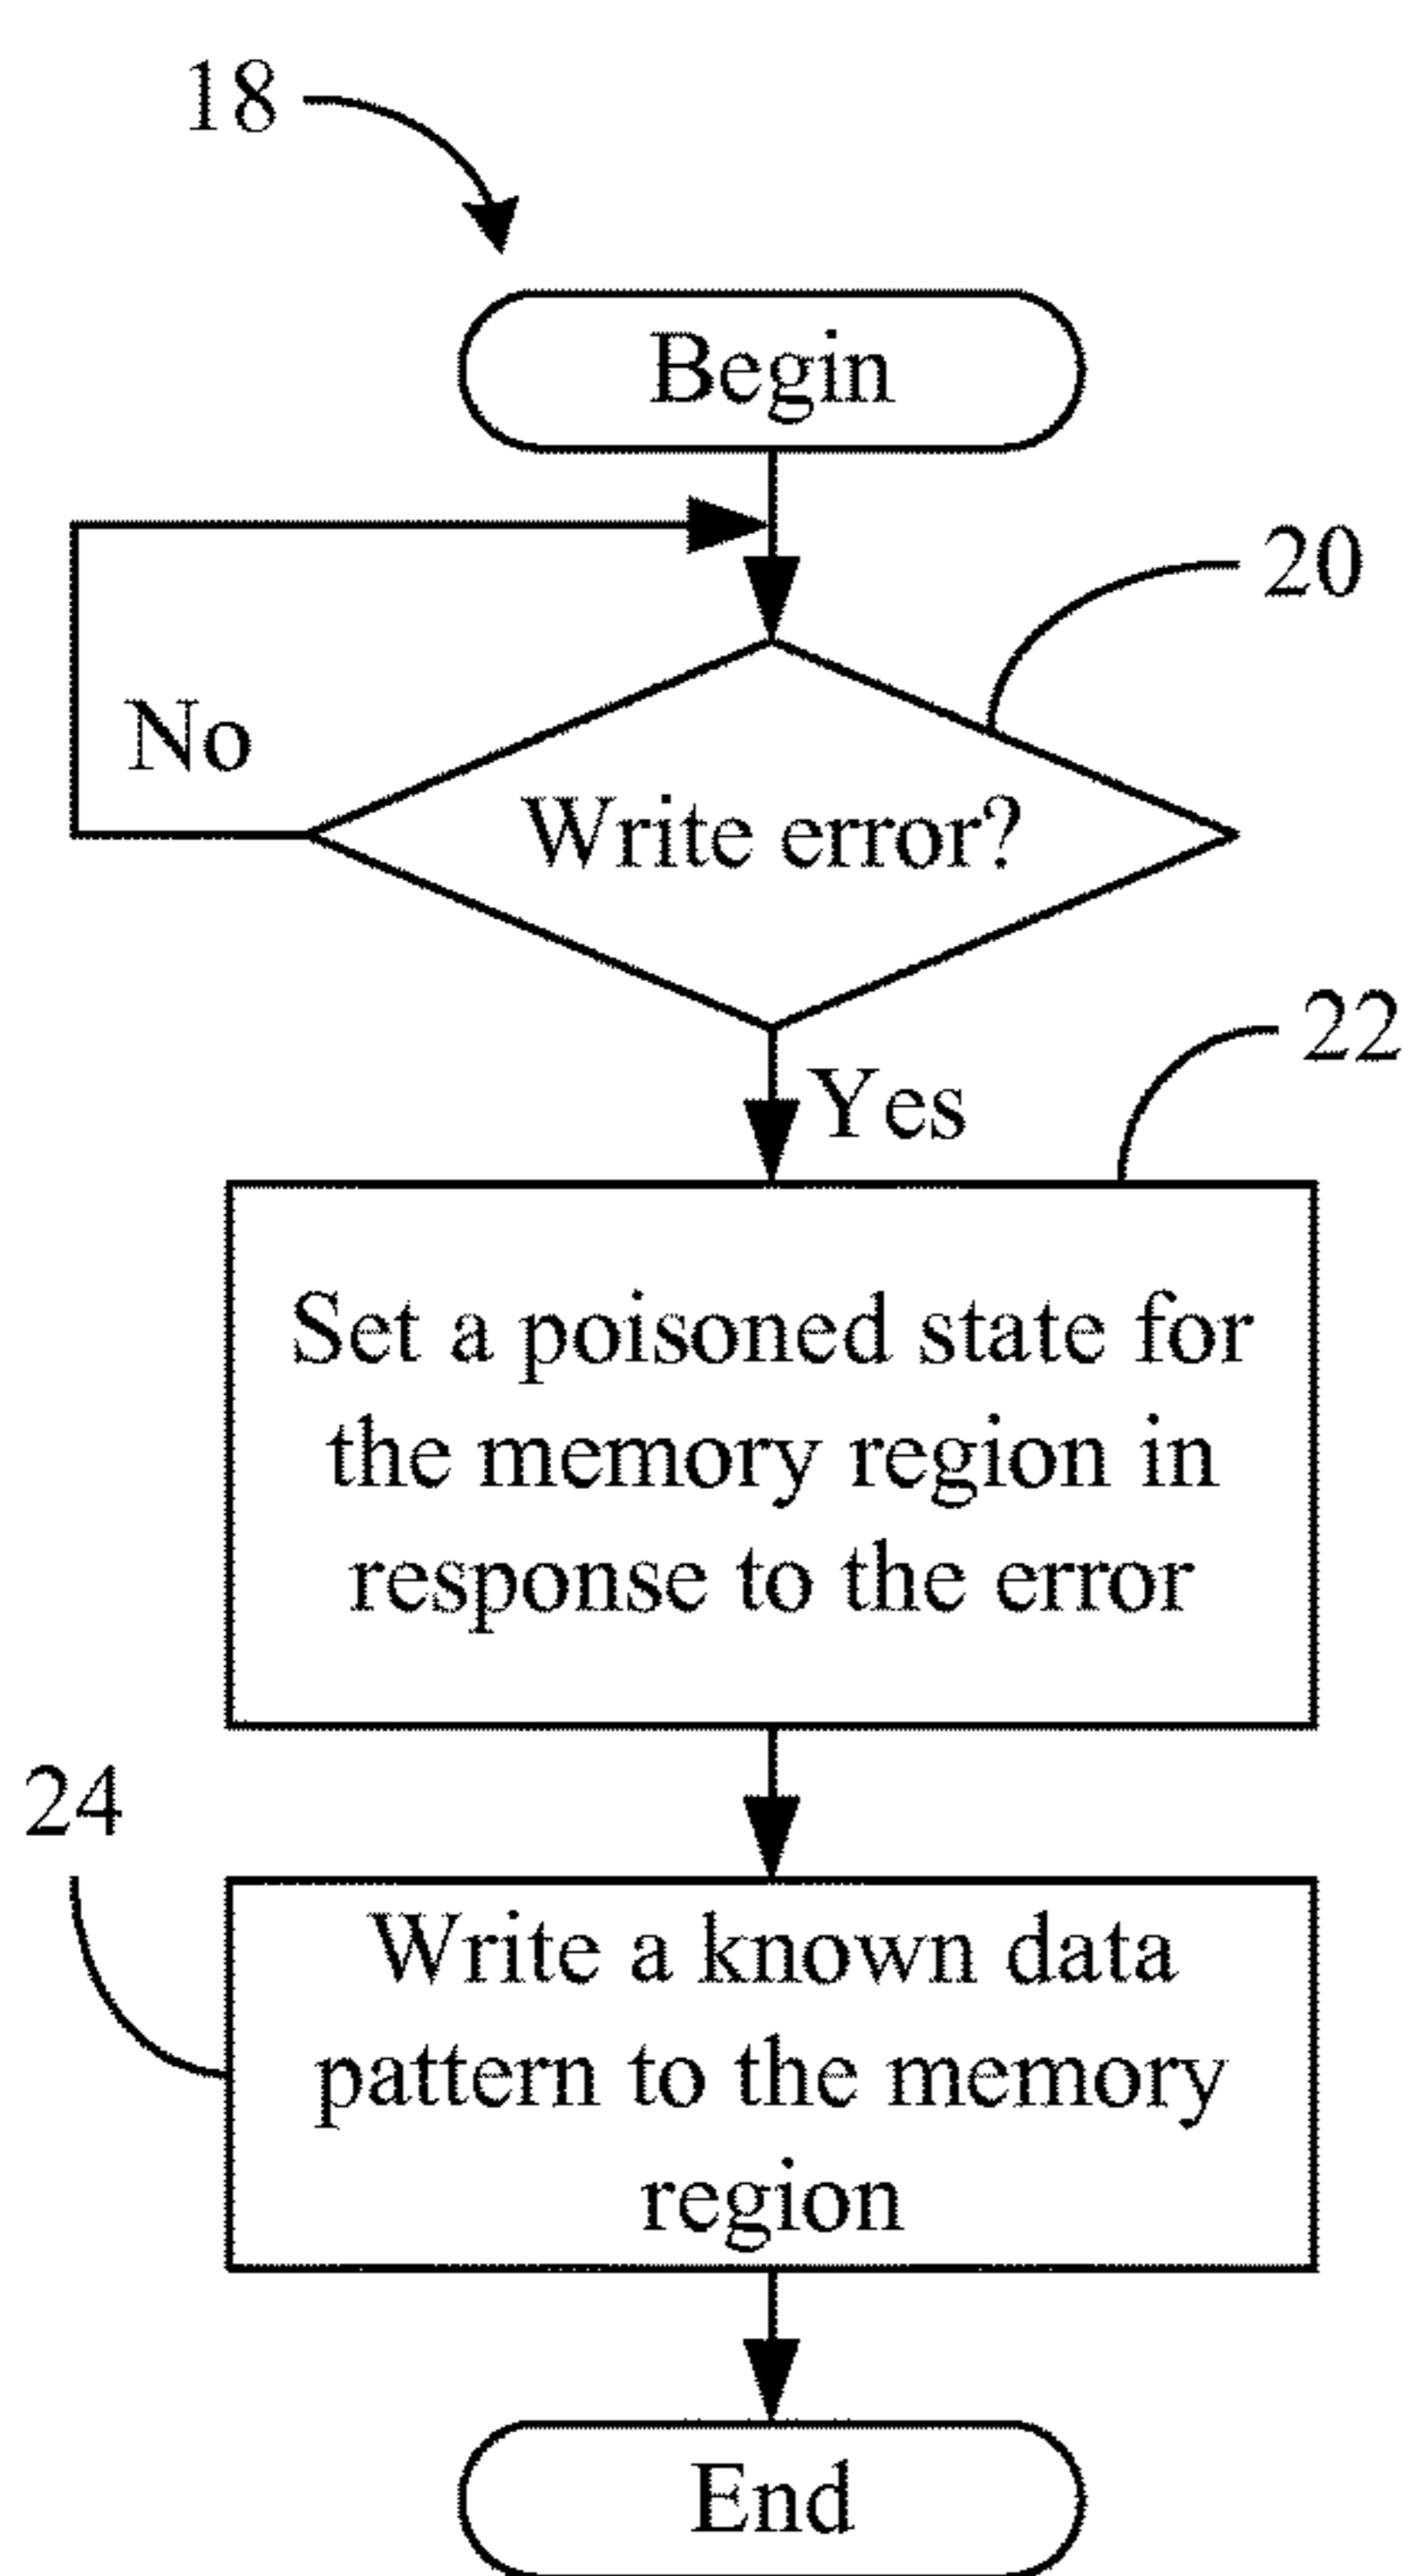 18
Begin
20
No
Write error?
22
Yes
Set a poisoned state for
the memory region in
response to the error
24
Write a known data
pattern to the memory
region
End